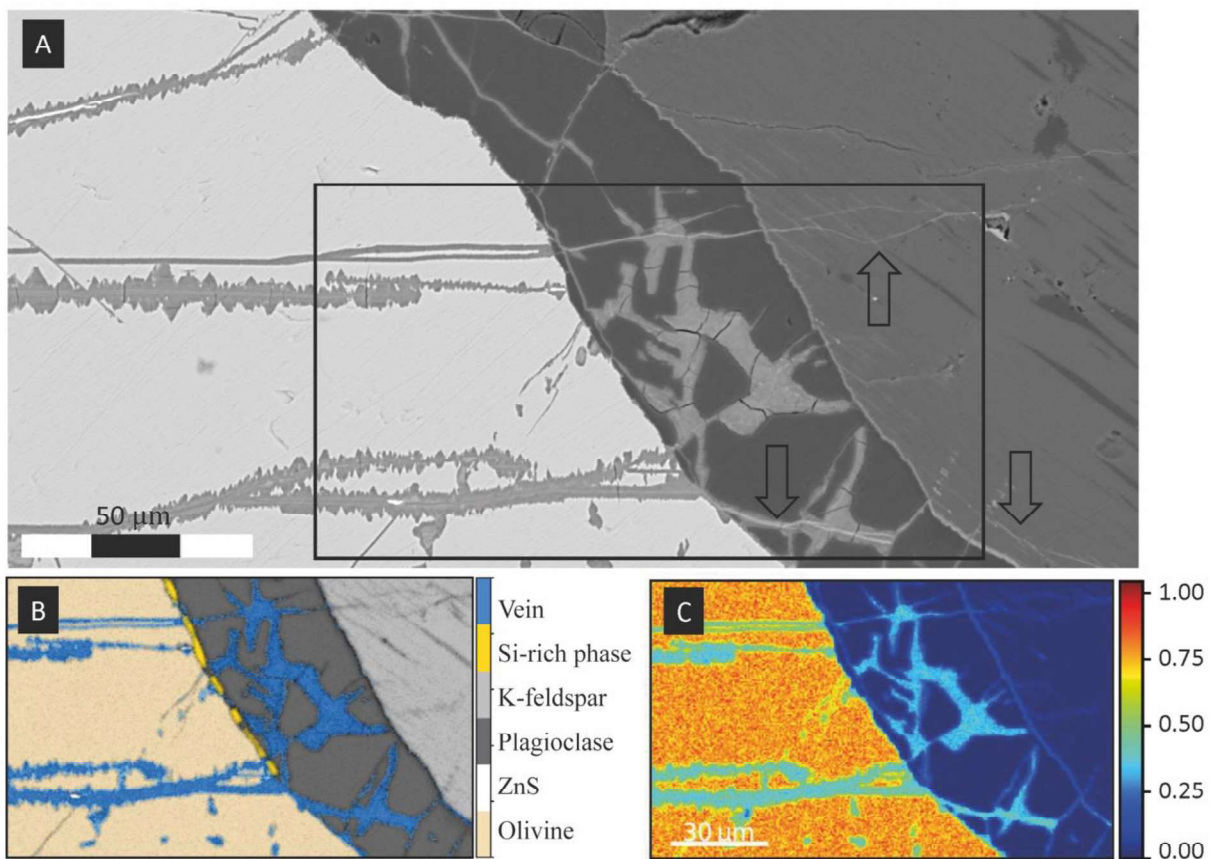 A
50 μm
B
Vein
Si-rich phase
K-feldspar
Plagioclase
ZnS
Olivine
C
30 μm
1.00
0.75
0.50
0.25
0.00